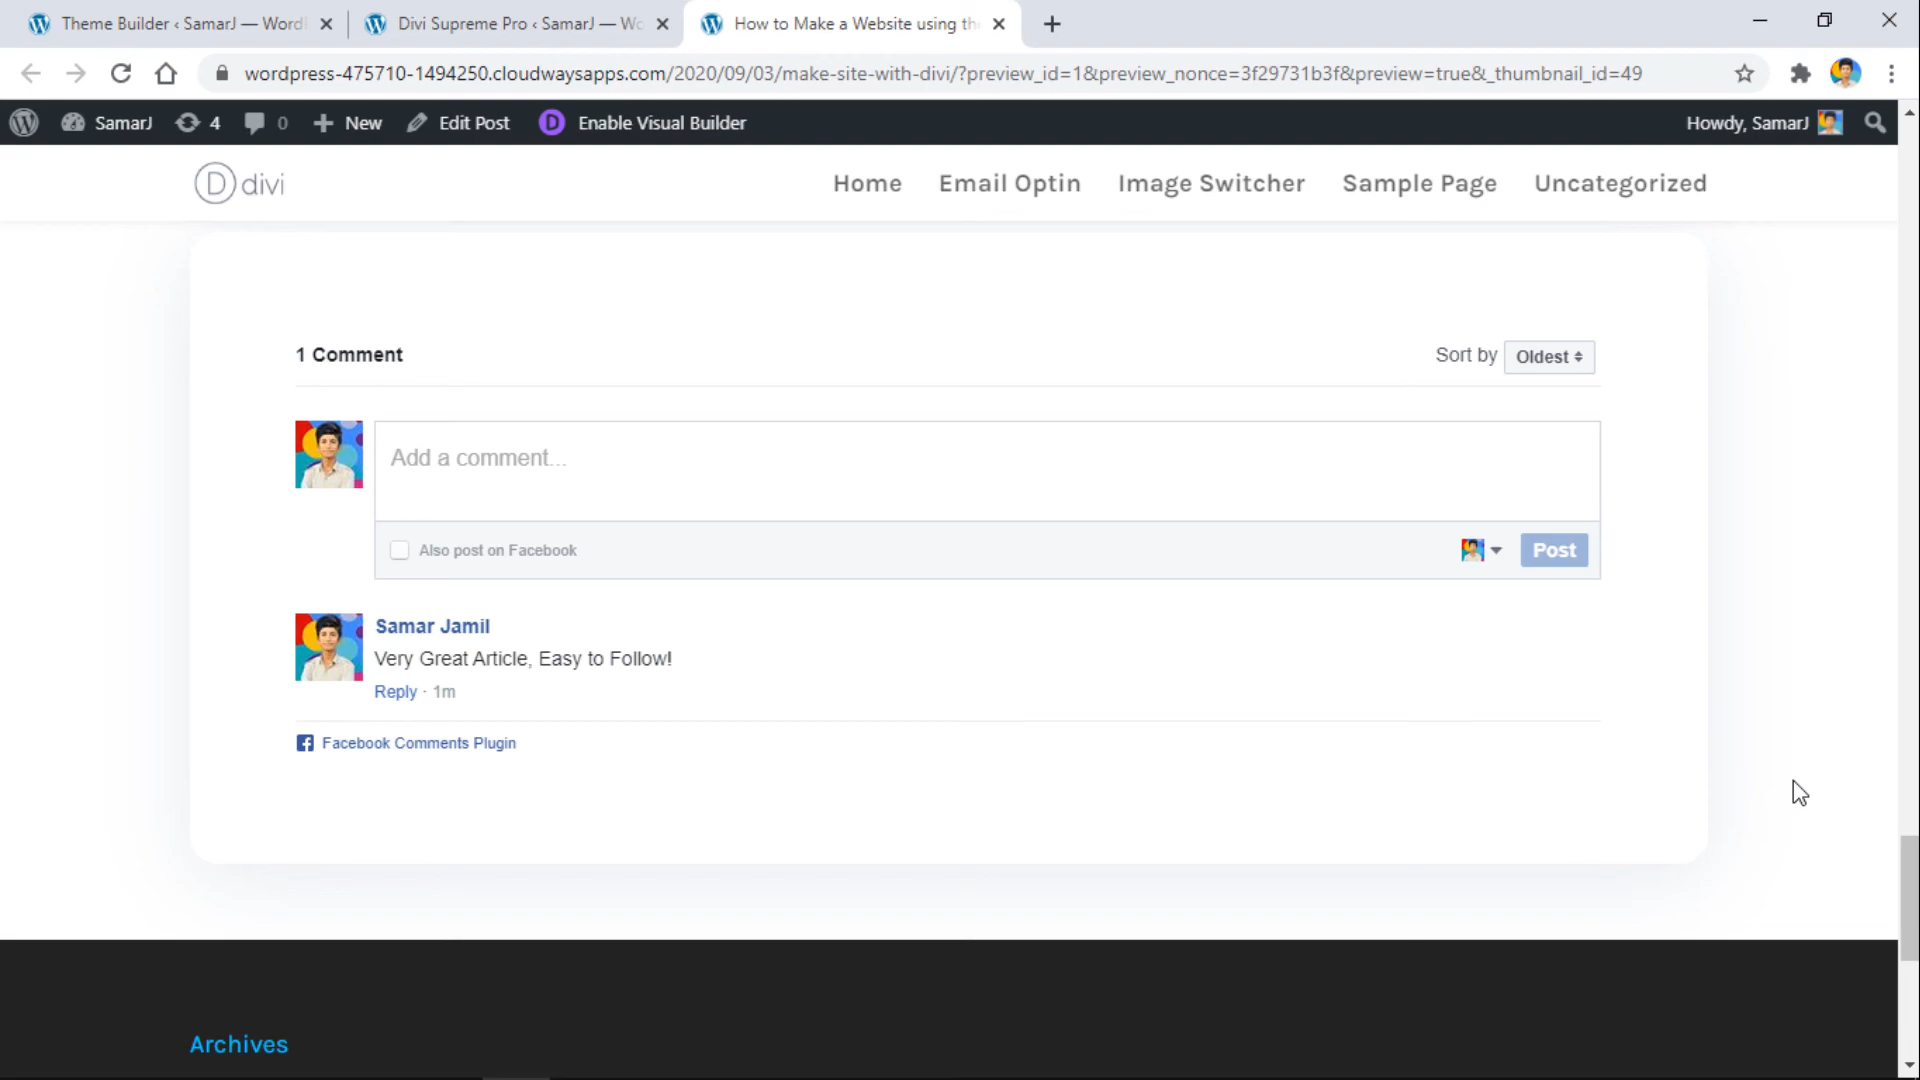 Theme Builder ‹ SamarJ — Word
Divi Supreme Pro ‹ SamarJ — Wo
How to Make a Website using th
wordpress-475710-1494250.cloudwaysapps.com/2020/09/03/make-site-with-divi/?preview_id=1&preview_nonce=3f29731b3f&preview=true&_thumbnail_id=49
SamarJ 4 0 New Edit Post D Enable Visual Builder Howdy, SamarJ
D divi Home Email Optin Image Switcher Sample Page Uncategorized
1 Comment Sort by Oldest
Add a comment...
Also post on Facebook Post
Samar Jamil
Very Great Article, Easy to Follow!
Reply · 1m
Facebook Comments Plugin
Archives